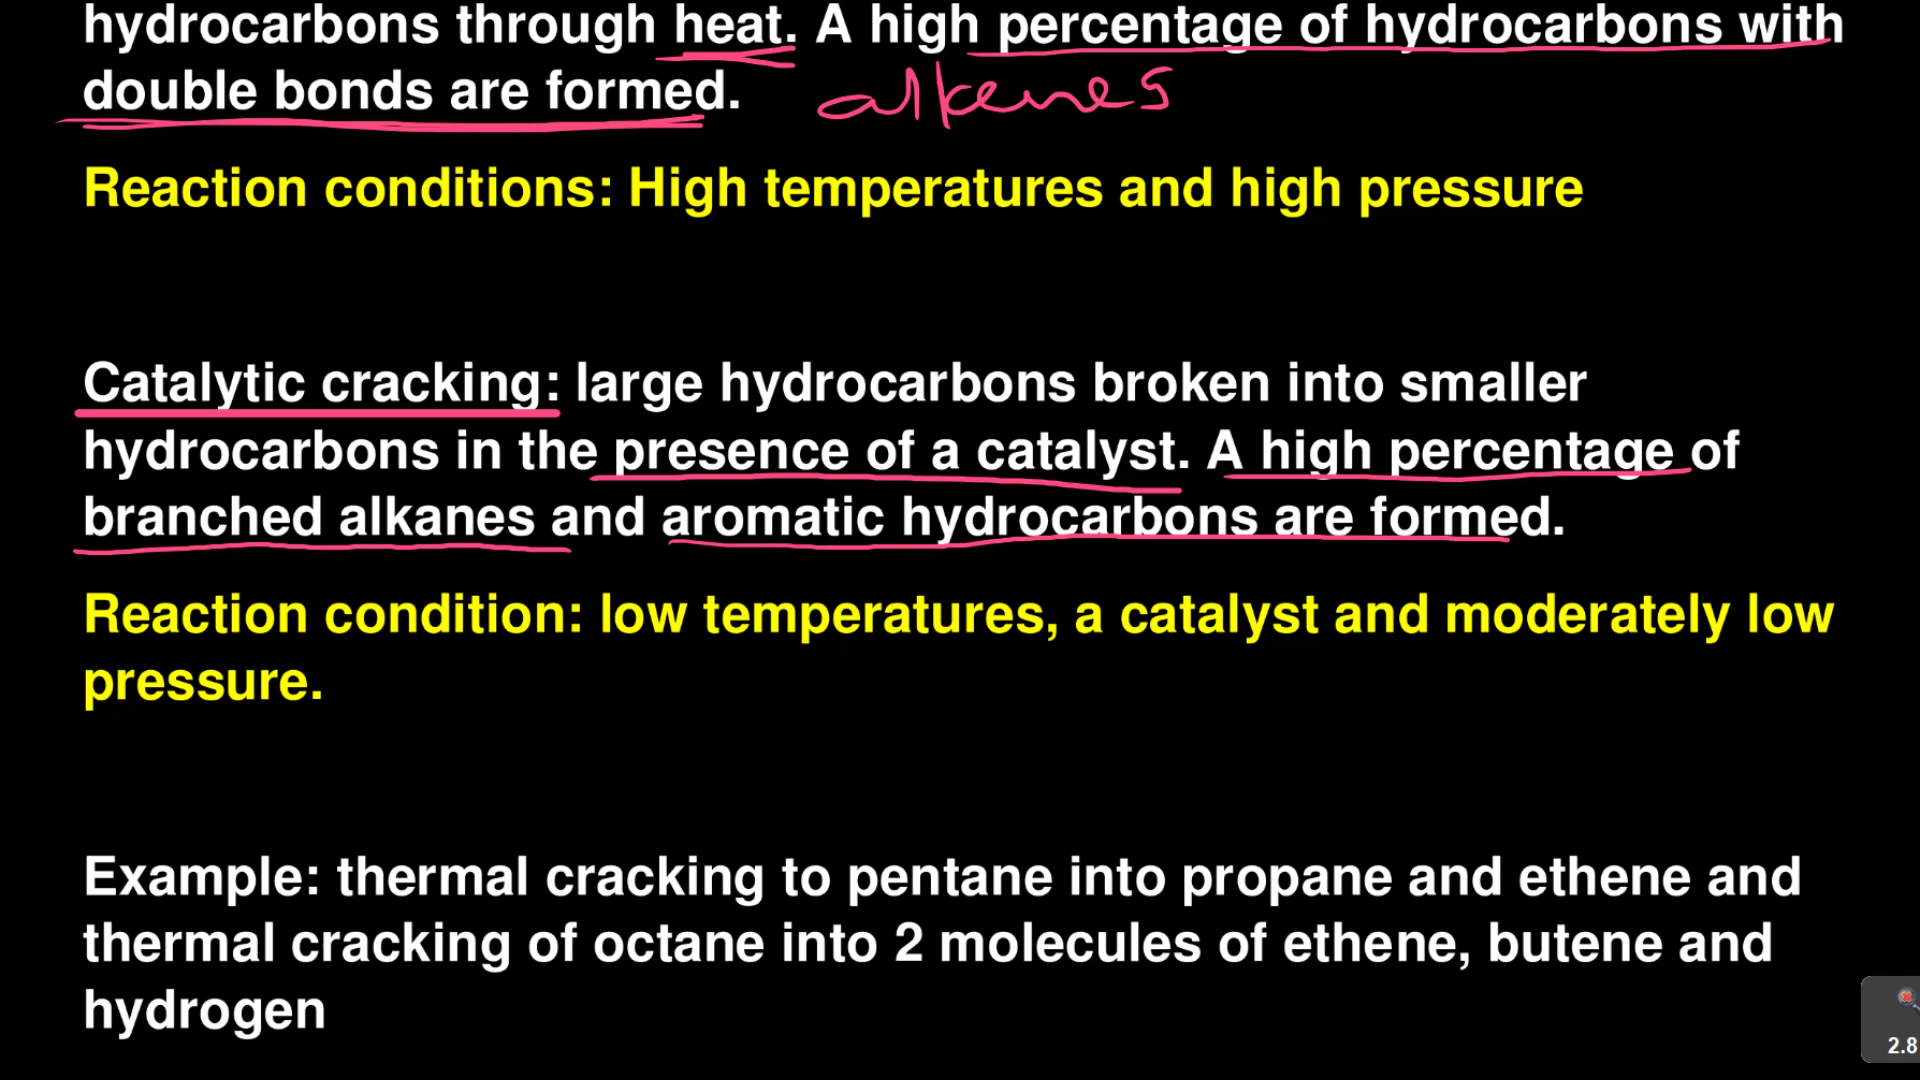 hydrocarbons through heat. A high percentage of hydrocarbons with
double bonds are formed. alkenes
Reaction conditions: High temperatures and high pressure
Catalytic cracking: large hydrocarbons broken into smaller
hydrocarbons in the presence of a catalyst. A high percentage of
branched alkanes and aromatic hydrocarbons are formed.
Reaction condition: low temperatures, a catalyst and moderately low
pressure.
Example: thermal cracking to pentane into propane and ethene and
thermal cracking of octane into 2 molecules of ethene, butene and
hydrogen
2.8